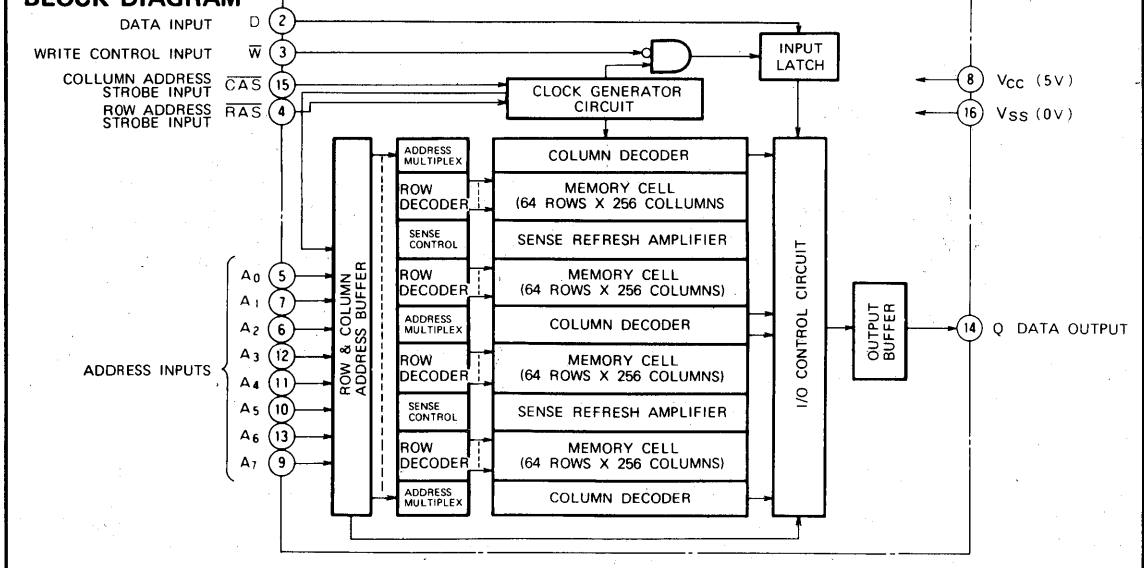 BLOCK DIAGRAM
DATA INPUT D 2
WRITE CONTROL INPUT W 3
COLLUMN ADDRESS
STROBE INPUT CAS 15
ROW ADDRESS
STROBE INPUT RAS 4
INPUT
LATCH
CLOCK GENERATOR
CIRCUIT
8 VCC (5V)
16 VSS (0V)
ADDRESS INPUTS
A0 5
A1 7
A2 6
A3 12
A4 11
A5 10
A6 13
A7 9
ROW & COLUMN
ADDRESS BUFFER
ADDRESS
MULTIPLEX
COLUMN DECODER
ROW
DECODER
MEMORY CELL
(64 ROWS X 256 COLLUMNS
SENSE
CONTROL
SENSE REFRESH AMPLIFIER
ROW
DECODER
MEMORY CELL
(64 ROWS X 256 COLUMNS)
ADDRESS
MULTIPLEX
COLUMN DECODER
ROW
DECODER
MEMORY CELL
(64 ROWS X 256 COLUMNS)
SENSE
CONTROL
SENSE REFRESH AMPLIFIER
ROW
DECODER
MEMORY CELL
(64 ROWS X 256 COLUMNS)
ADDRESS
MULTIPLEX
COLUMN DECODER
I/O CONTROL CIRCUIT
OUTPUT
BUFFER
14 Q DATA OUTPUT